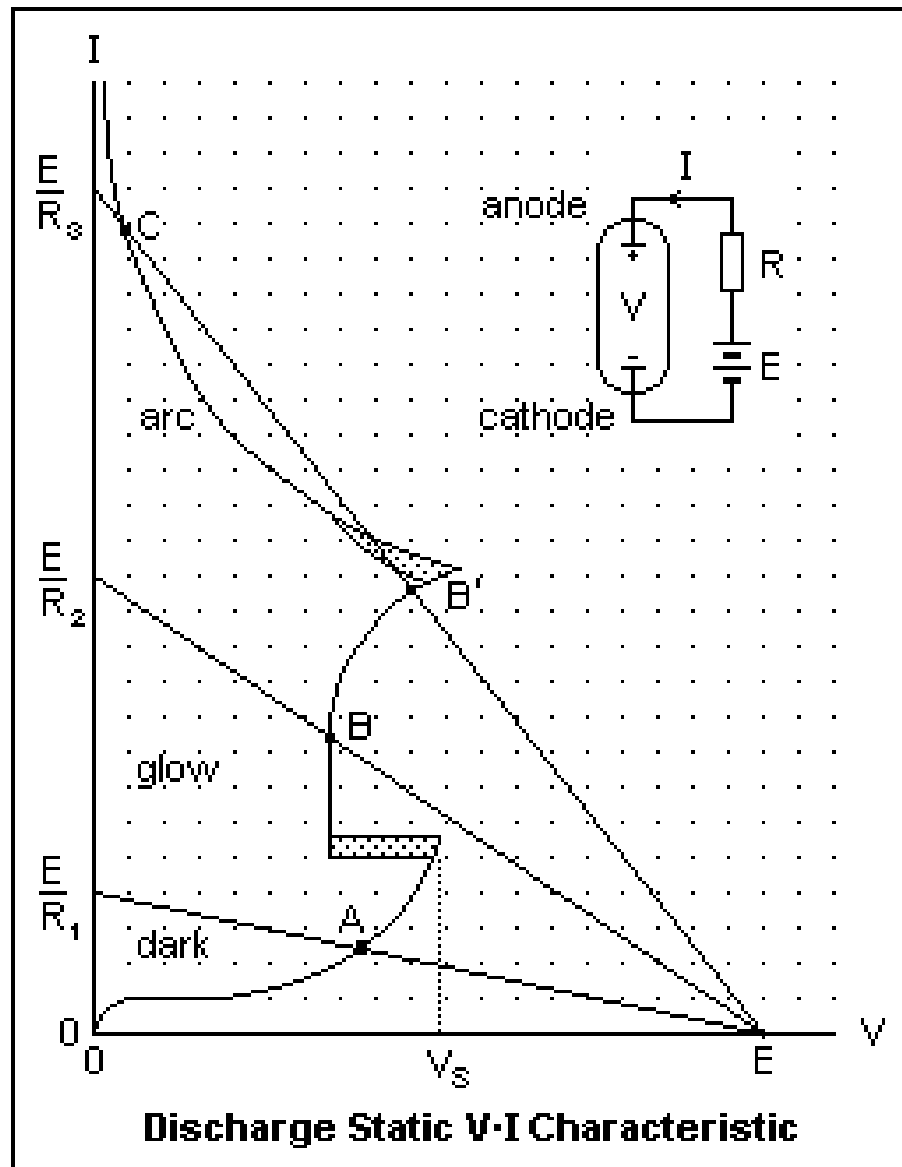 I
E
R₃
C
I
anode
+
R
V
-
E
cathode
arc
E
R₂
B'
B
glow
E
R₁
A
dark
0
0
Vₛ
E
V
Discharge Static V·I Characteristic